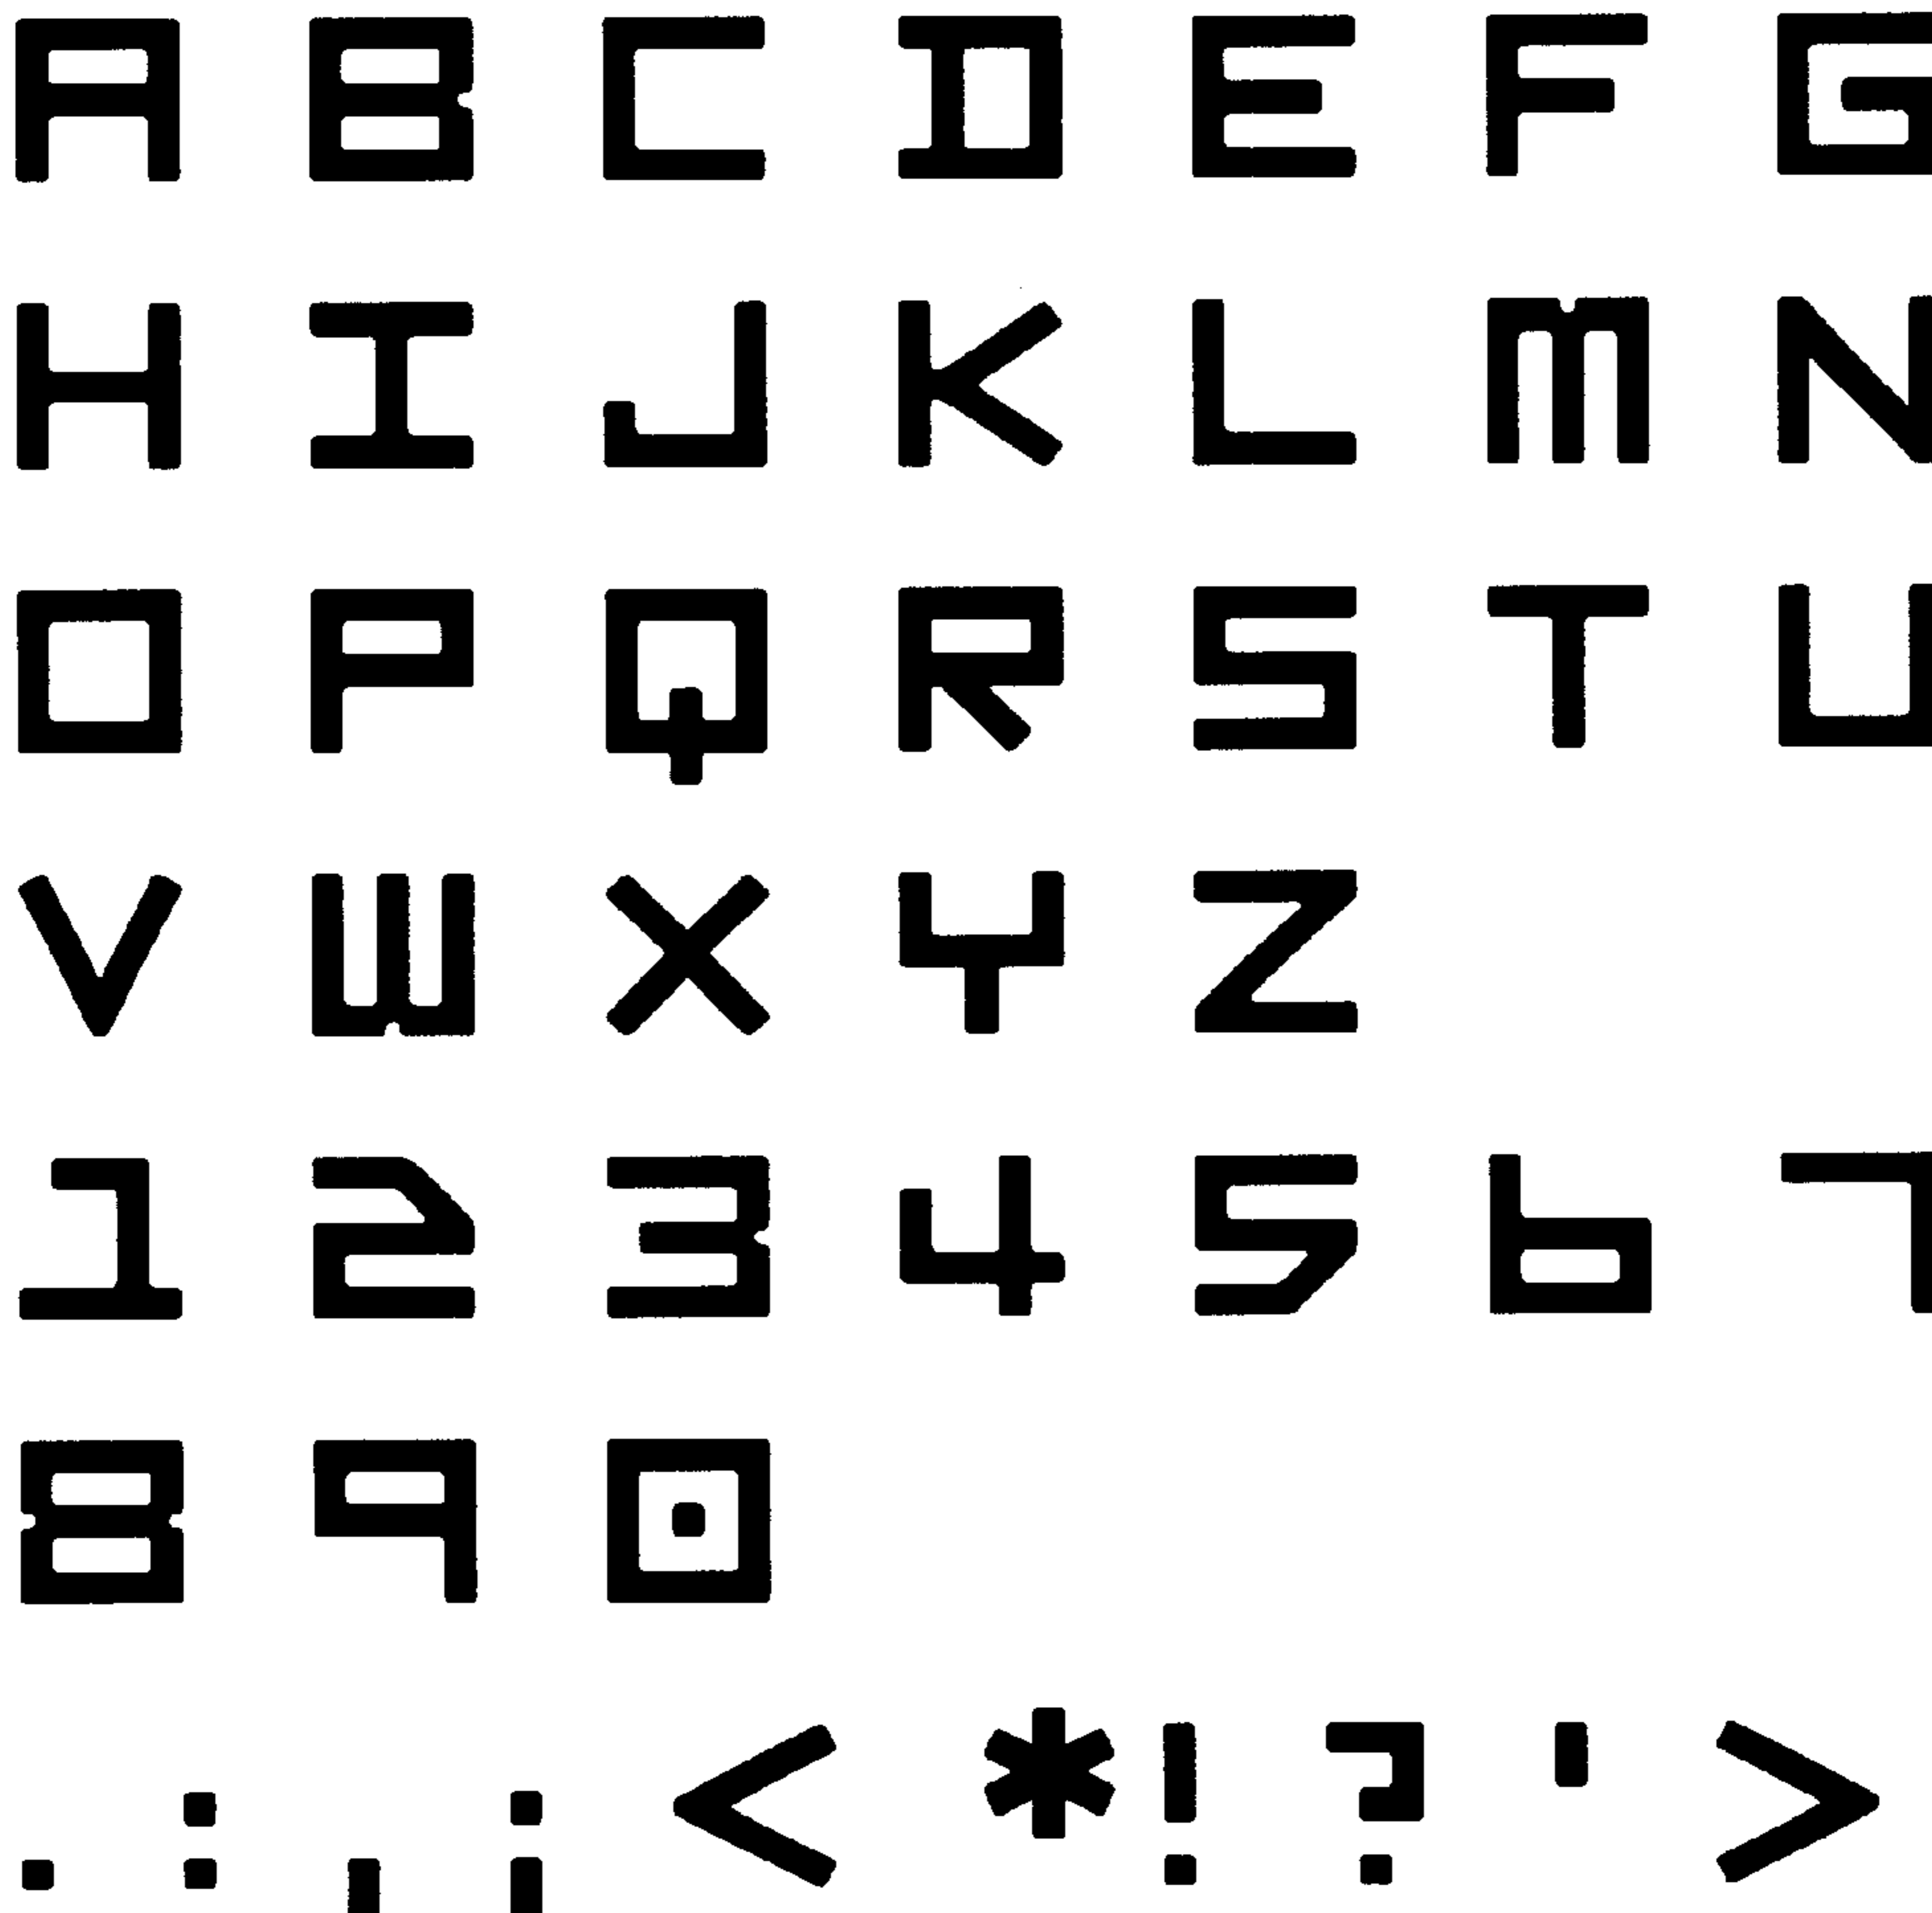 A B C D E F G
H I J K L M N
O P Q R S T U
V W X Y Z
1 2 3 4 5 6 7
8 9 0
. : , ; < * ! ? ' >